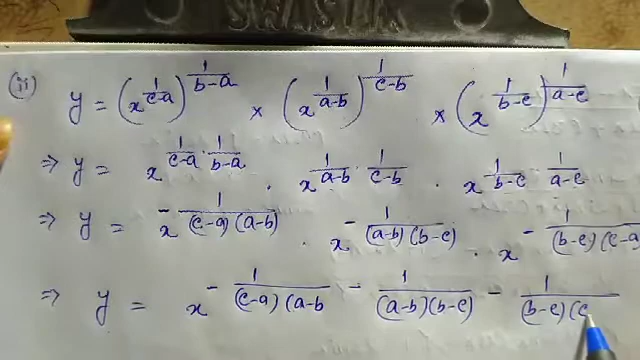 (ii) y = (x^{1/(c-a)})^{1/(b-a)} × (x^{1/(a-b)})^{1/(c-b)} × (x^{1/(b-c)})^{1/(a-c)}
⇒ y = x^{1/(c-a) · 1/(b-a)} . x^{1/(a-b) · 1/(c-b)} . x^{1/(b-c) · 1/(a-c)}
⇒ y = x^{- 1/((c-a)(a-b))} . x^{- 1/((a-b)(b-c))} . x^{- 1/((b-c)(c-a)}
⇒ y = x^{- 1/((c-a)(a-b) - 1/((a-b)(b-c)) - 1/((b-c)(c}